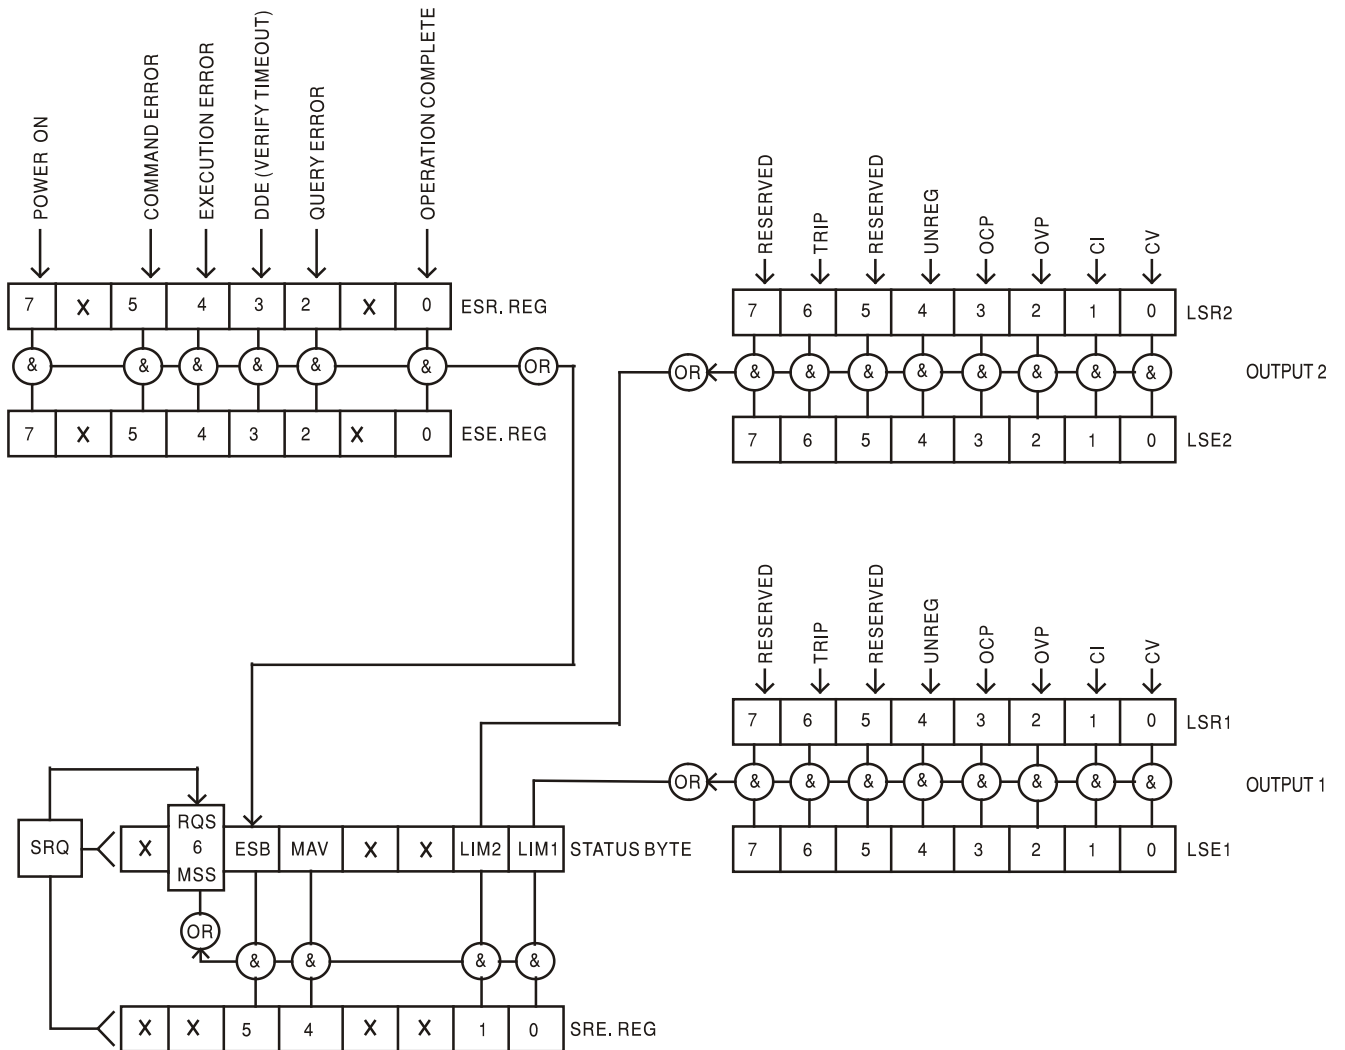 POWER ON
COMMAND ERROR
EXECUTION ERROR
DDE (VERIFY TIMEOUT)
QUERY ERROR
OPERATION COMPLETE
7 X 5 4 3 2 X 0 ESR. REG
& & & & & & OR
7 X 5 4 3 2 X 0 ESE. REG
RESERVED
TRIP
RESERVED
UNREG
OCP
OVP
CI
CV
7 6 5 4 3 2 1 0 LSR2
OR & & & & & & & & OUTPUT 2
7 6 5 4 3 2 1 0 LSE2
RESERVED
TRIP
RESERVED
UNREG
OCP
OVP
CI
CV
7 6 5 4 3 2 1 0 LSR1
OR & & & & & & & & OUTPUT 1
7 6 5 4 3 2 1 0 LSE1
SRQ
X
RQS
6
MSS
ESB MAV X X LIM2 LIM1 STATUS BYTE
OR
& & & &
X X 5 4 X X 1 0 SRE. REG